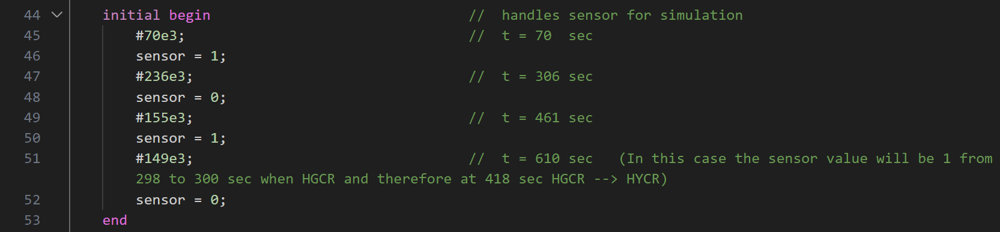 44 initial begin // handles sensor for simulation
45 #70e3; // t = 70 sec
46 sensor = 1;
47 #236e3; // t = 306 sec
48 sensor = 0;
49 #155e3; // t = 461 sec
50 sensor = 1;
51 #149e3; // t = 610 sec (In this case the sensor value will be 1 from
298 to 300 sec when HGCR and therefore at 418 sec HGCR --> HYCR)
52 sensor = 0;
53 end